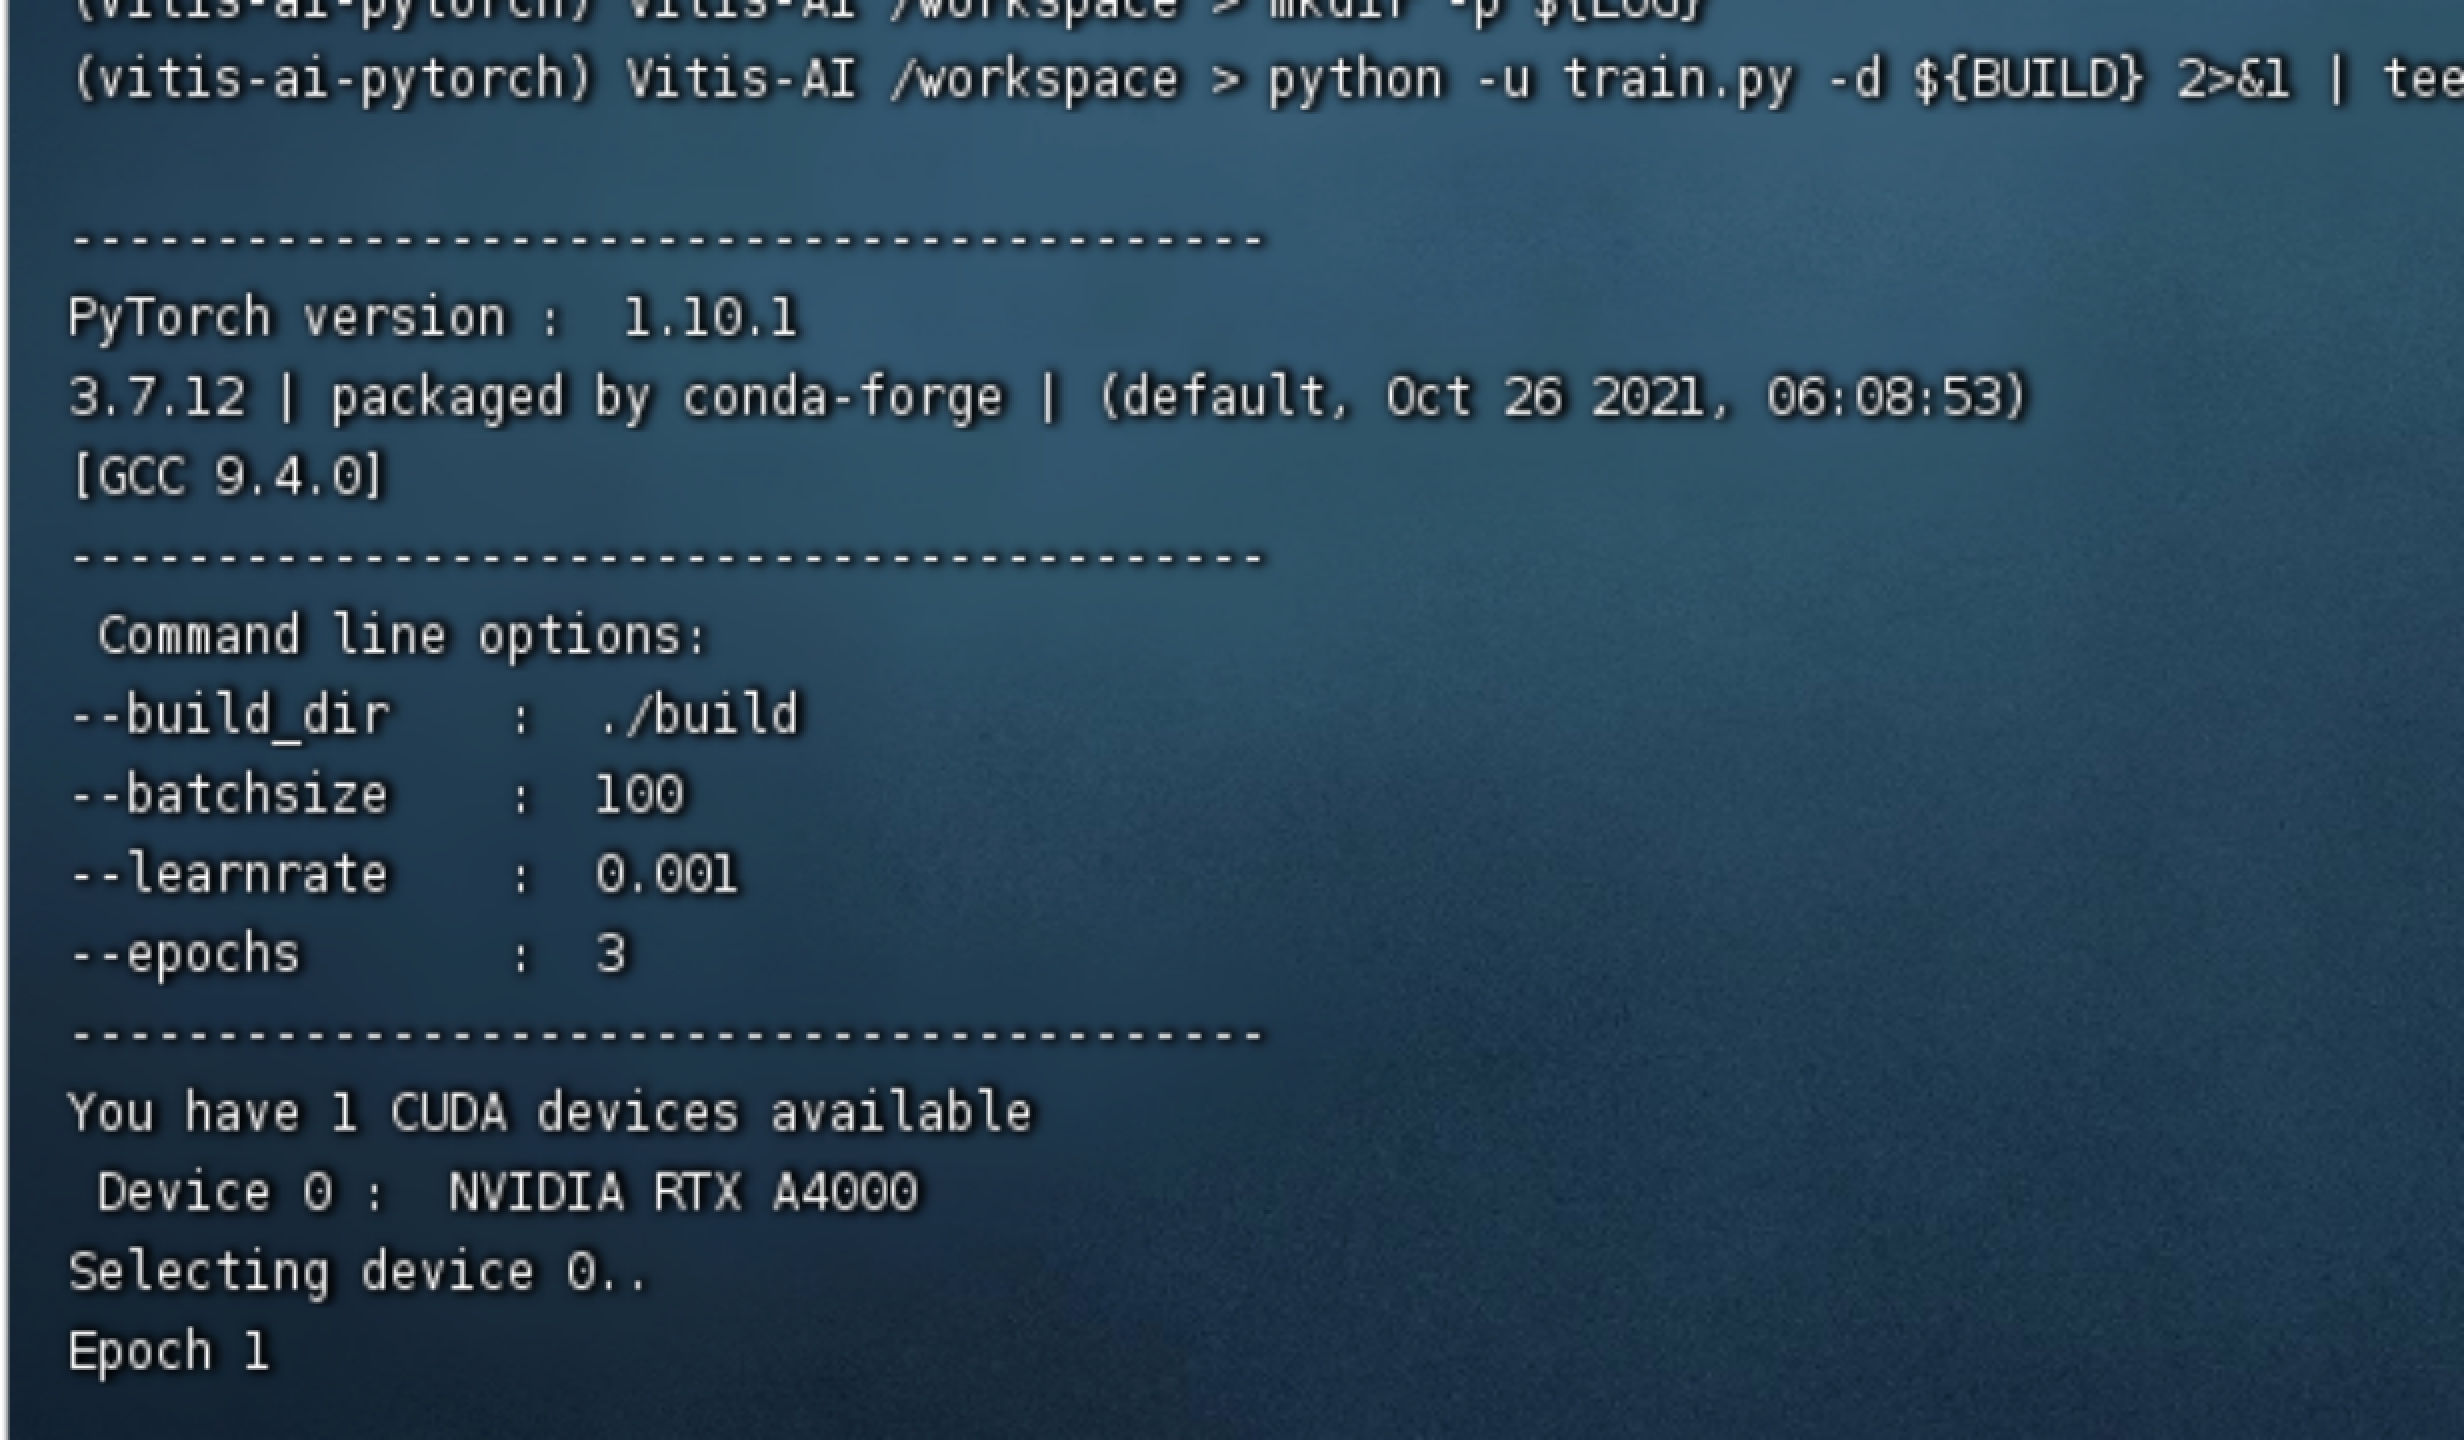 (vitis-ai-pytorch) Vitis-AI /workspace > mkdir -p ${LOG}
(vitis-ai-pytorch) Vitis-AI /workspace > python -u train.py -d ${BUILD} 2>&1 | tee
-----------------------------------------
PyTorch version :  1.10.1
3.7.12 | packaged by conda-forge | (default, Oct 26 2021, 06:08:53)
[GCC 9.4.0]
-----------------------------------------
 Command line options:
--build_dir    :  ./build
--batchsize    :  100
--learnrate    :  0.001
--epochs       :  3
-----------------------------------------
You have 1 CUDA devices available
 Device 0 :  NVIDIA RTX A4000
Selecting device 0..
Epoch 1